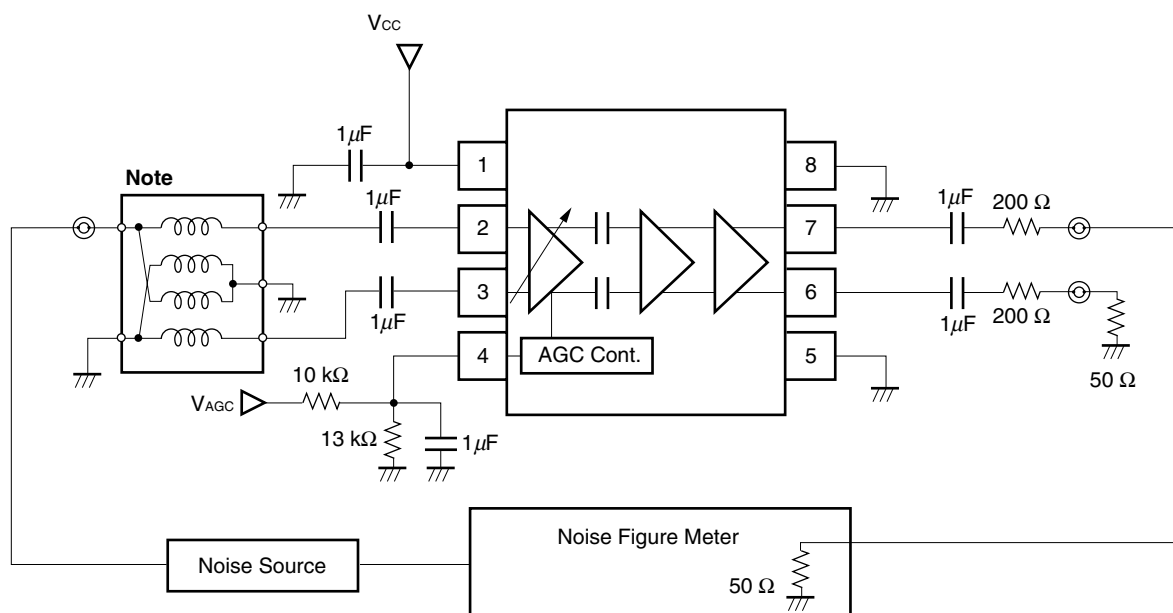 VCC
1μF
1
8
Note
1μF
2
7
1μF
200 Ω
3
6
1μF
1μF
200 Ω
4
AGC Cont.
5
50 Ω
10 kΩ
VAGC
13 kΩ
1μF
Noise Source
Noise Figure Meter
50 Ω